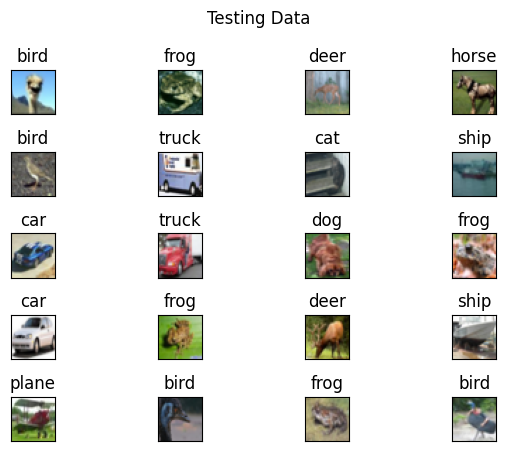 Testing Data
bird frog deer horse
bird truck cat ship
car truck dog frog
car frog deer ship
plane bird frog bird